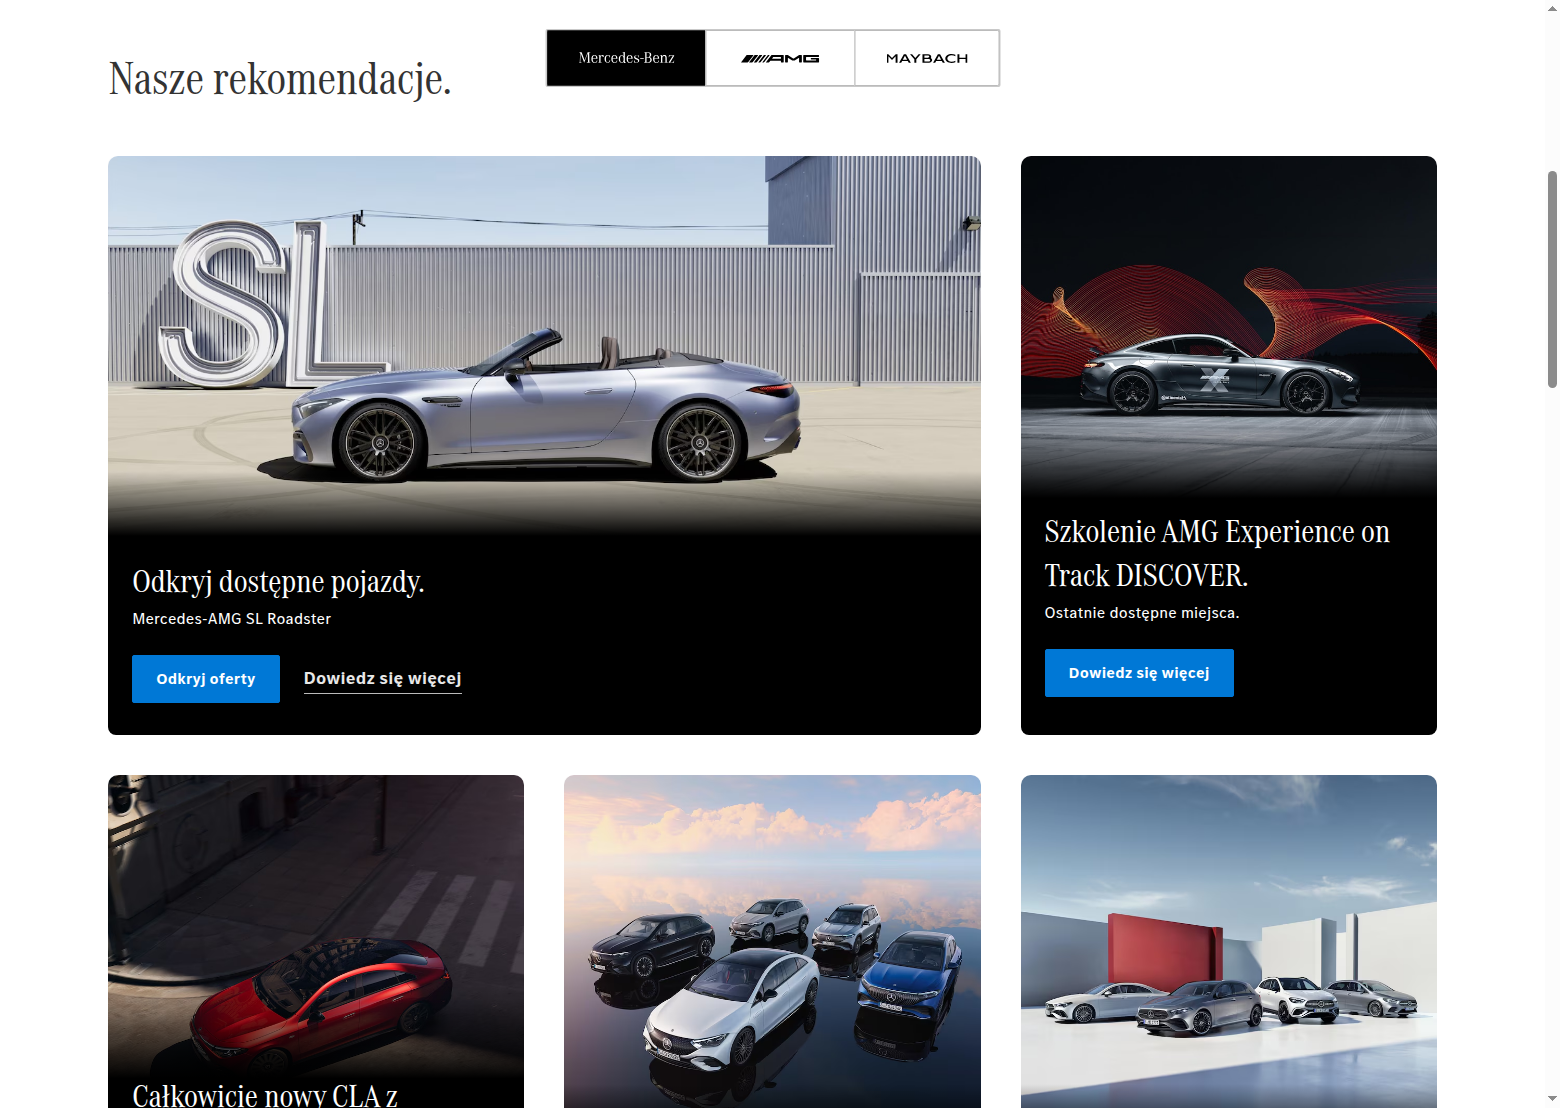 Nasze rekomendacje.
Mercedes-Benz
AMG
MAYBACH
SL
Odkryj dostępne pojazdy.
Mercedes-AMG SL Roadster
Odkryj oferty
Dowiedz się więcej
X
Szkolenie AMG Experience on
Track DISCOVER.
Ostatnie dostępne miejsca.
Dowiedz się więcej
Całkowicie nowy CLA z